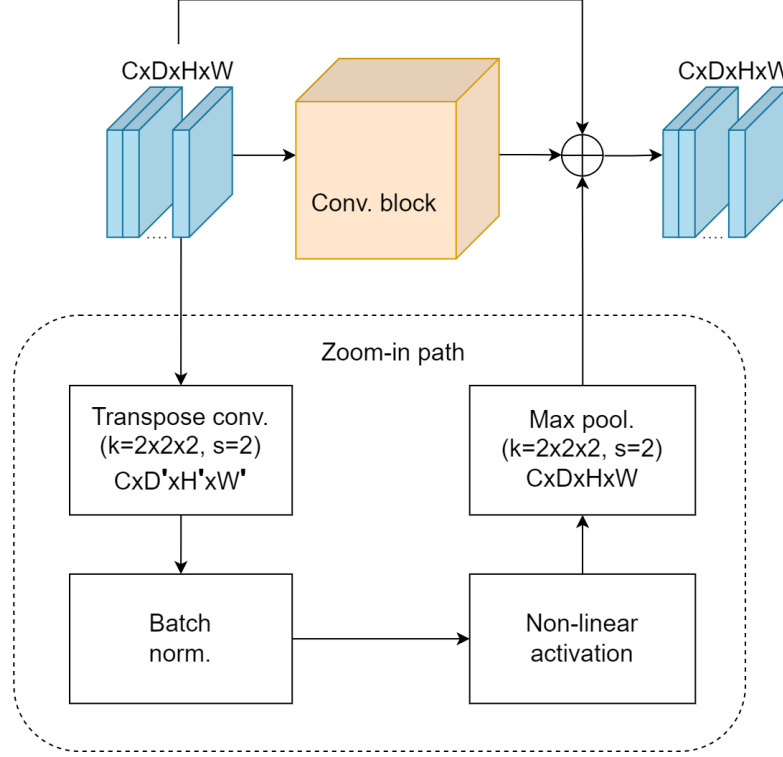 CxDxHxW
CxDxHxW
Conv. block
....
....
Zoom-in path
Transpose conv.
(k=2x2x2, s=2)
CxD'xH'xW'
Max pool.
(k=2x2x2, s=2)
CxDxHxW
Batch
norm.
Non-linear
activation